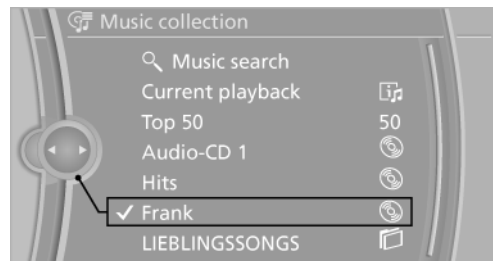 Music collection
Music search
Current playback
Top 50 50
Audio-CD 1
Hits
Frank
LIEBLINGSSONGS